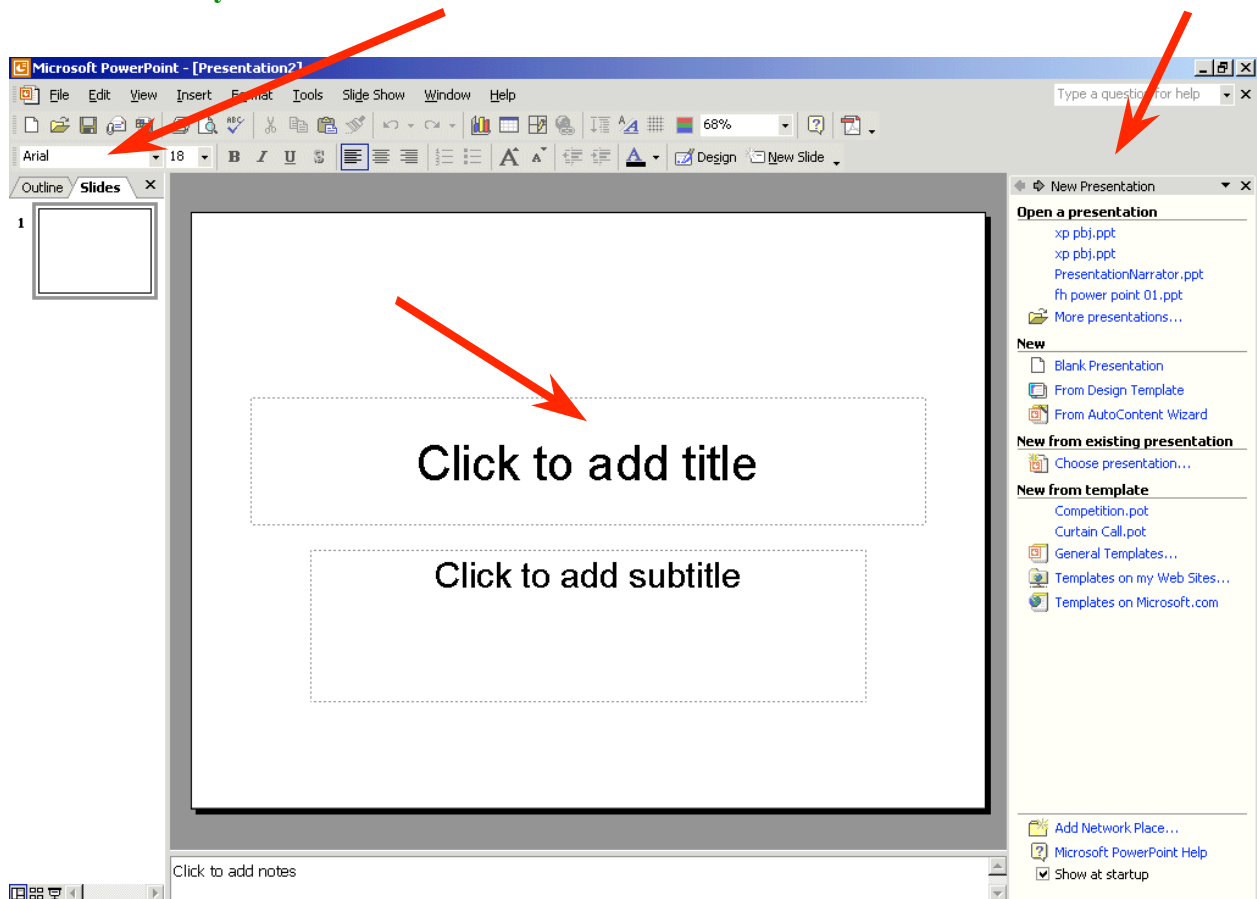 Microsoft PowerPoint - [Presentation2]
File Edit View Insert Format Tools Slide Show Window Help
Type a question for help
68%
Arial 18 B I U S A A A Design New Slide
Outline Slides
New Presentation
1
Open a presentation
xp pbj.ppt
xp pbj.ppt
PresentationNarrator.ppt
fh power point 01.ppt
More presentations...
New
Blank Presentation
From Design Template
From AutoContent Wizard
New from existing presentation
Choose presentation...
New from template
Competition.pot
Curtain Call.pot
General Templates...
Templates on my Web Sites...
Templates on Microsoft.com
Click to add title
Click to add subtitle
Add Network Place...
Microsoft PowerPoint Help
Show at startup
Click to add notes